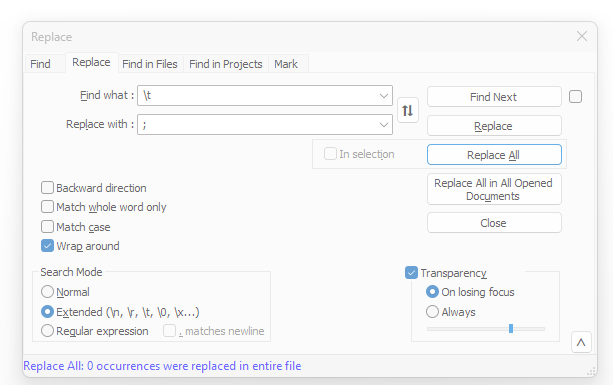 Replace
Find Replace Find in Files Find in Projects Mark
Find what : \t
Find Next
Replace with : ;
Replace
In selection
Replace All
Replace All in All Opened
Documents
Close
Backward direction
Match whole word only
Match case
Wrap around
Search Mode
Normal
Extended (\n, \r, \t, \0, \x...)
Regular expression
. matches newline
Transparency
On losing focus
Always
Replace All: 0 occurrences were replaced in entire file